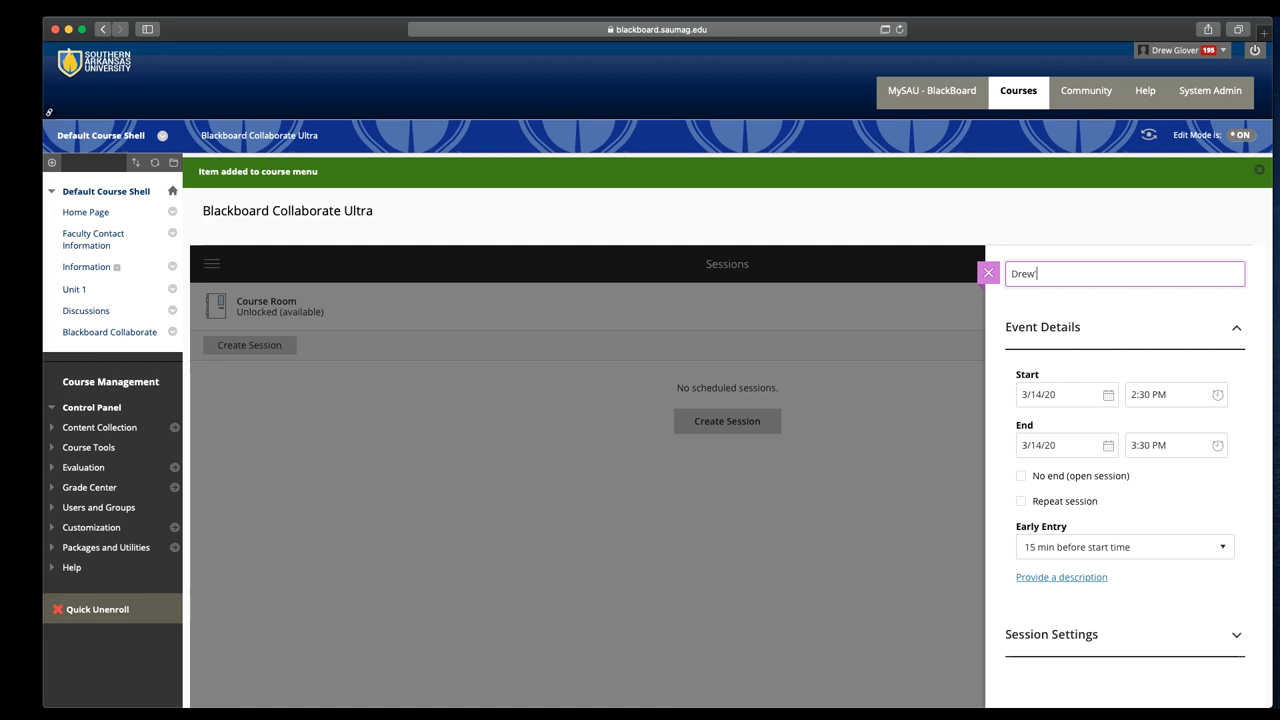 blackboard.saumag.edu
SOUTHERN
ARKANSAS
UNIVERSITY
Drew Glover 195
MySAU - BlackBoard
Courses
Community
Help
System Admin
Default Course Shell
Blackboard Collaborate Ultra
Edit Mode is: ON
Item added to course menu
Default Course Shell
Home Page
Faculty Contact
Information
Information
Unit 1
Discussions
Blackboard Collaborate
Course Management
Control Panel
Content Collection
Course Tools
Evaluation
Grade Center
Users and Groups
Customization
Packages and Utilities
Help
Quick Unenroll
Blackboard Collaborate Ultra
Sessions
Course Room
Unlocked (available)
Create Session
No scheduled sessions.
Create Session
Drew'
Event Details
Start
3/14/20 2:30 PM
End
3/14/20 3:30 PM
No end (open session)
Repeat session
Early Entry
15 min before start time
Provide a description
Session Settings